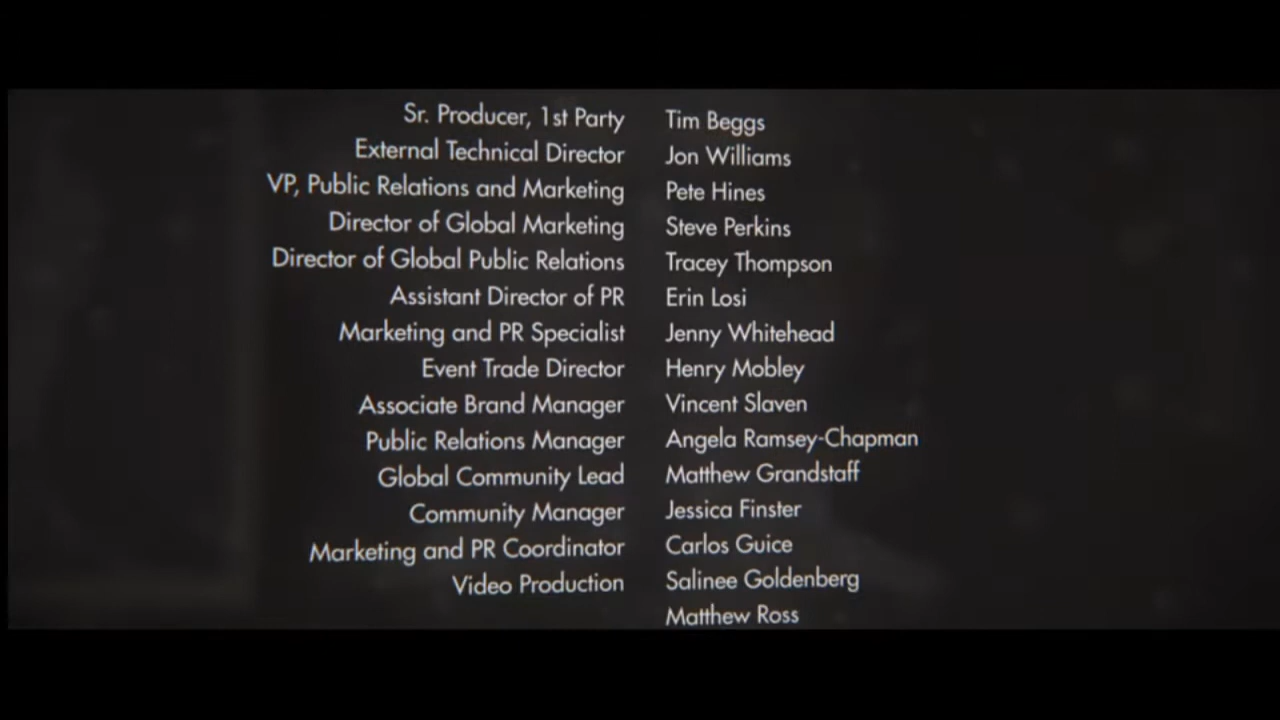 Sr. Producer, 1st Party Tim Beggs
External Technical Director Jon Williams
VP, Public Relations and Marketing Pete Hines
Director of Global Marketing Steve Perkins
Director of Global Public Relations Tracey Thompson
Assistant Director of PR Erin Losi
Marketing and PR Specialist Jenny Whitehead
Event Trade Director Henry Mobley
Associate Brand Manager Vincent Slaven
Public Relations Manager Angela Ramsey-Chapman
Global Community Lead Matthew Grandstaff
Community Manager Jessica Finster
Marketing and PR Coordinator Carlos Guice
Video Production Salinee Goldenberg
Matthew Ross